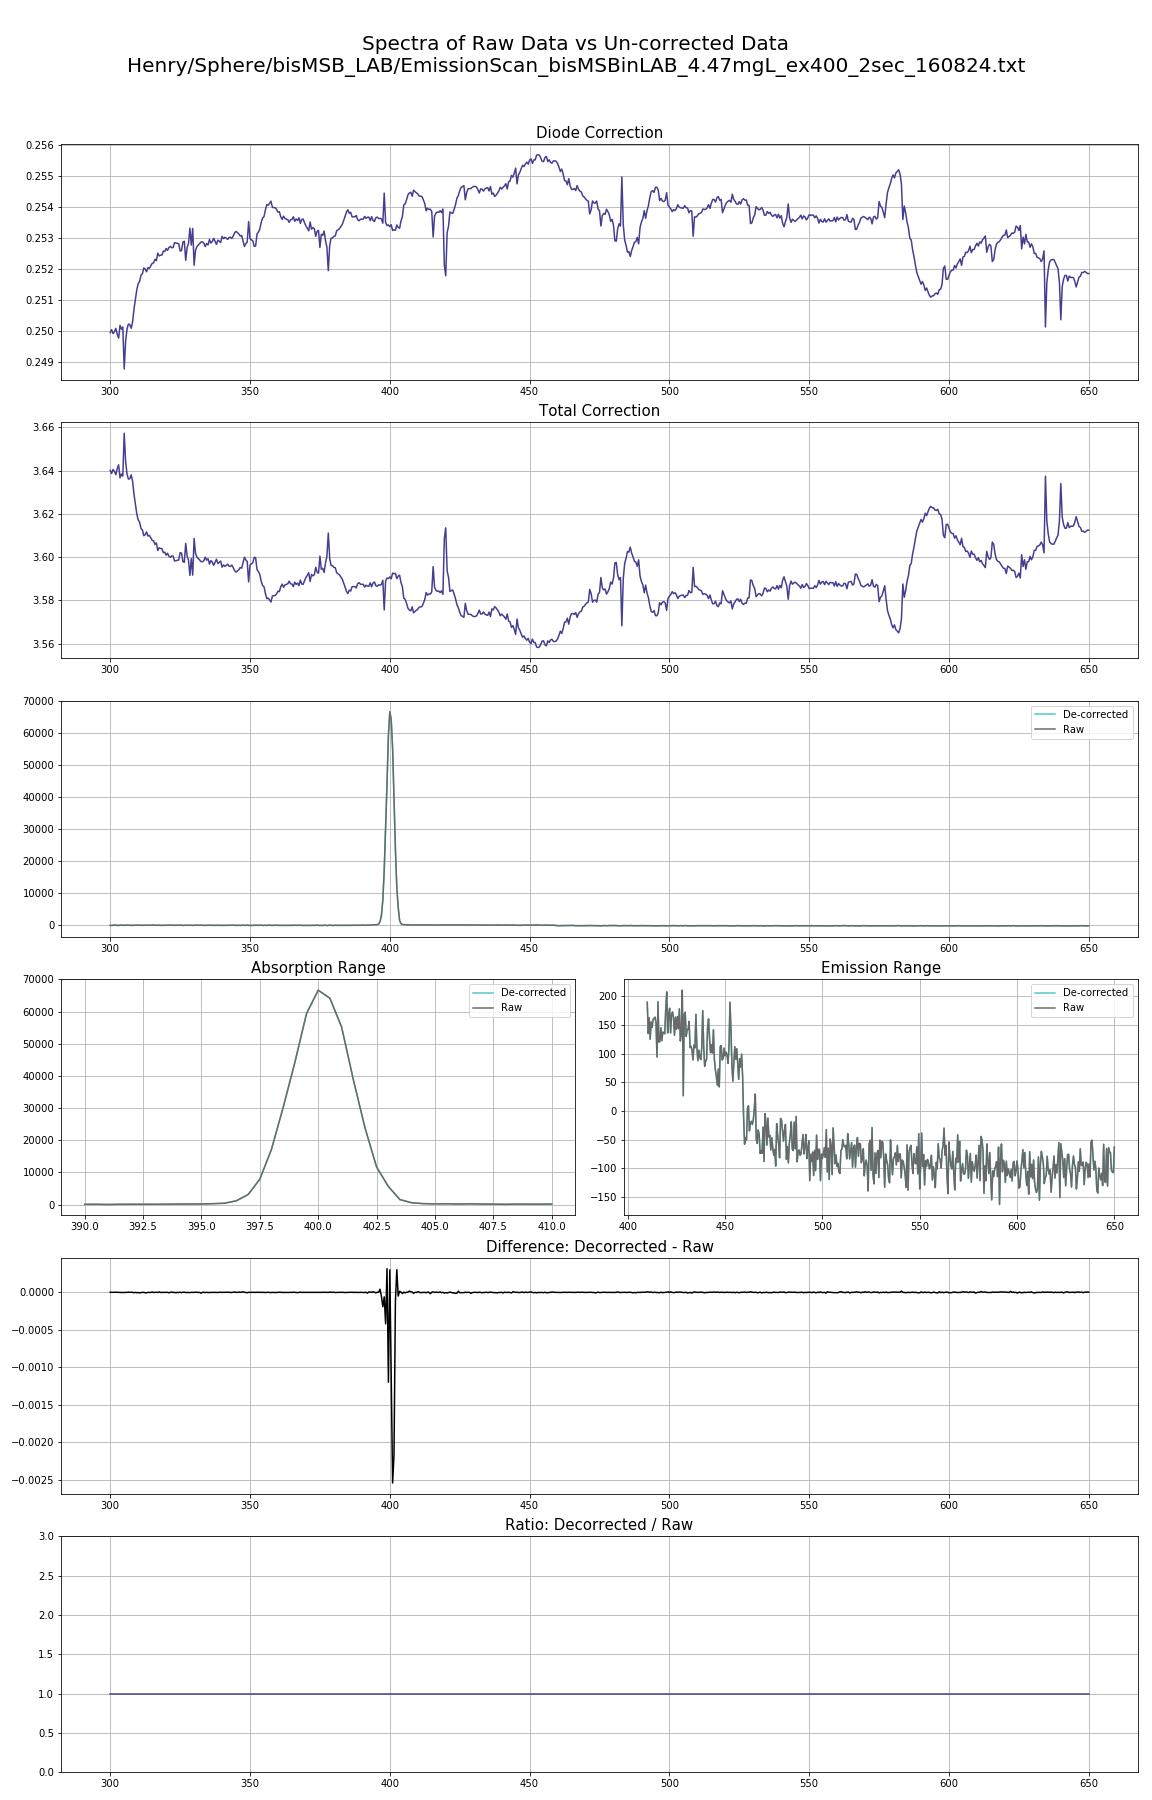 Spectra of Raw Data vs Un-corrected Data
Henry/Sphere/bisMSB_LAB/EmissionScan_bisMSBinLAB_4.47mgL_ex400_2sec_160824.txt
Diode Correction
0.256
0.255
0.254
0.253
0.252
0.251
0.250
0.249
300 350 400 450 500 550 600 650
Total Correction
3.66
3.64
3.62
3.60
3.58
3.56
300 350 400 450 500 550 600 650
70000
60000
50000
40000
30000
20000
10000
0
De-corrected
Raw
300 350 400 450 500 550 600 650
Absorption Range
70000
60000
50000
40000
30000
20000
10000
0
De-corrected
Raw
390.0 392.5 395.0 397.5 400.0 402.5 405.0 407.5 410.0
Emission Range
200
150
100
50
0
−50
−100
−150
De-corrected
Raw
400 450 500 550 600 650
Difference: Decorrected - Raw
0.0000
−0.0005
−0.0010
−0.0015
−0.0020
−0.0025
300 350 400 450 500 550 600 650
Ratio: Decorrected / Raw
3.0
2.5
2.0
1.5
1.0
0.5
0.0
300 350 400 450 500 550 600 650